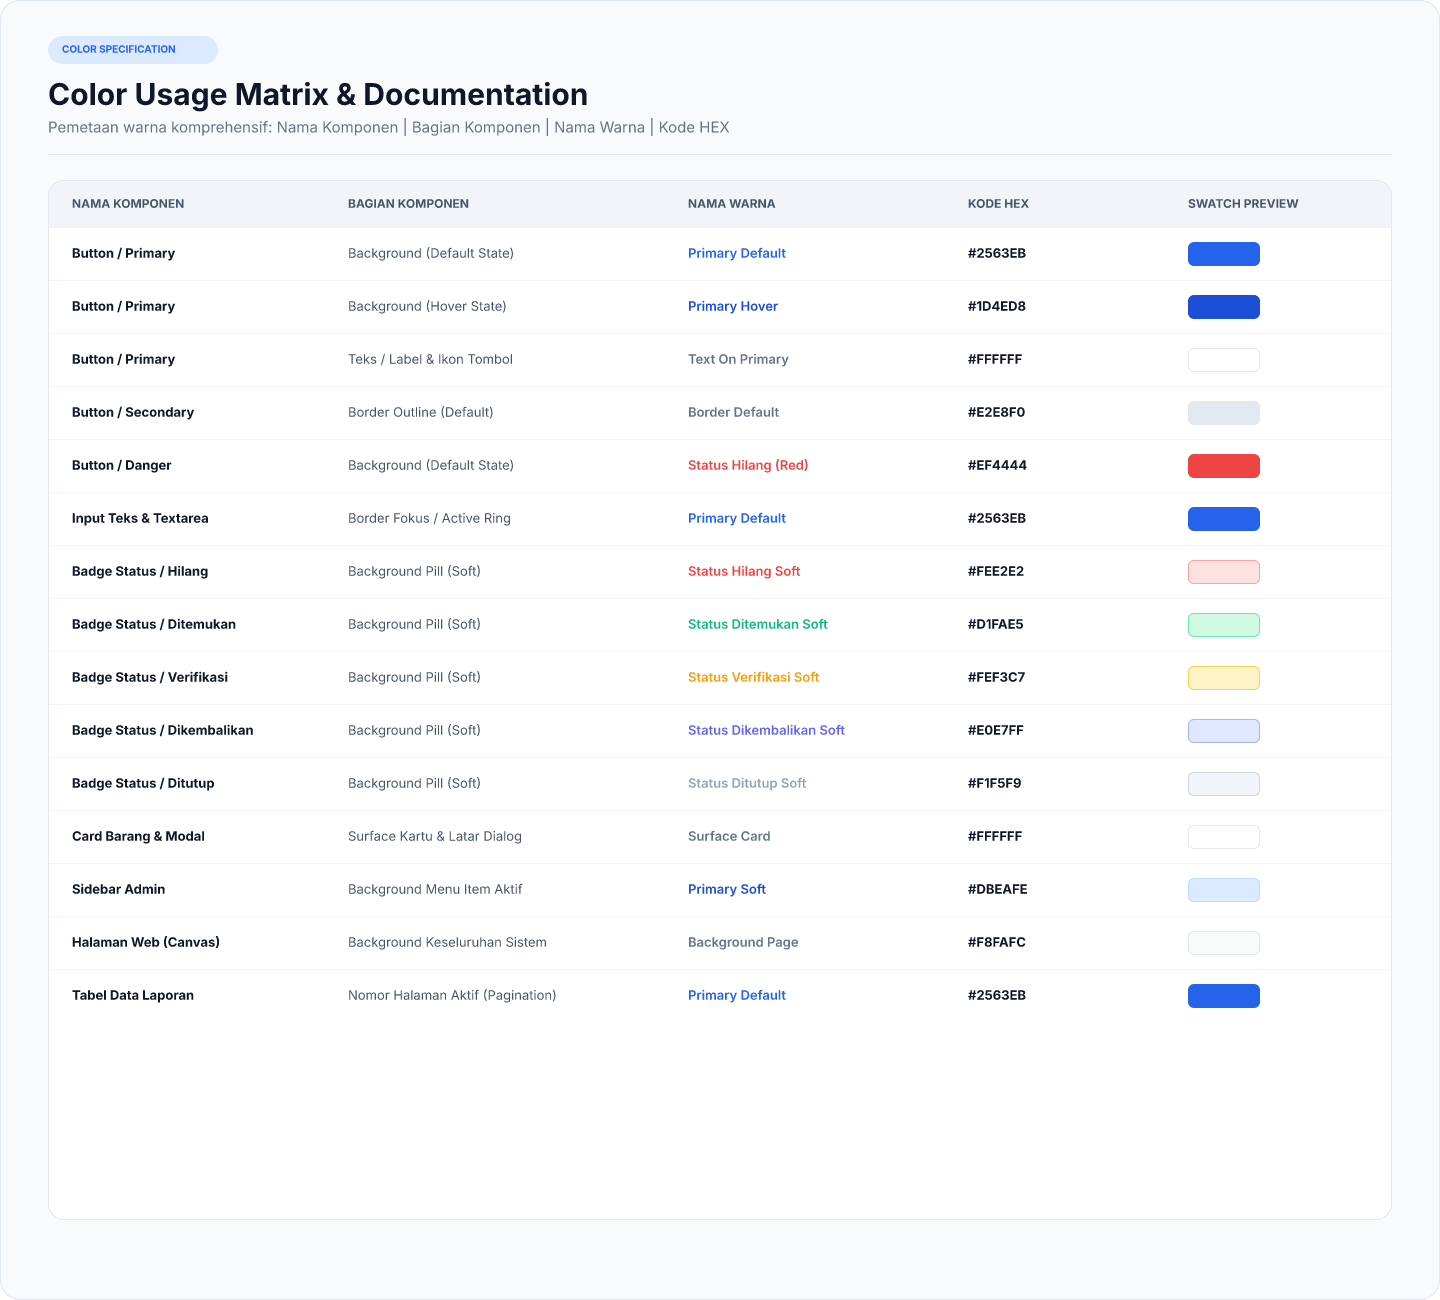 COLOR SPECIFICATION
Color Usage Matrix & Documentation
Pemetaan warna komprehensif: Nama Komponen | Bagian Komponen | Nama Warna | Kode HEX
NAMA KOMPONEN BAGIAN KOMPONEN NAMA WARNA KODE HEX SWATCH PREVIEW
Button / Primary Background (Default State) Primary Default #2563EB
Button / Primary Background (Hover State) Primary Hover #1D4ED8
Button / Primary Teks / Label & Ikon Tombol Text On Primary #FFFFFF
Button / Secondary Border Outline (Default) Border Default #E2E8F0
Button / Danger Background (Default State) Status Hilang (Red) #EF4444
Input Teks & Textarea Border Fokus / Active Ring Primary Default #2563EB
Badge Status / Hilang Background Pill (Soft) Status Hilang Soft #FEE2E2
Badge Status / Ditemukan Background Pill (Soft) Status Ditemukan Soft #D1FAE5
Badge Status / Verifikasi Background Pill (Soft) Status Verifikasi Soft #FEF3C7
Badge Status / Dikembalikan Background Pill (Soft) Status Dikembalikan Soft #E0E7FF
Badge Status / Ditutup Background Pill (Soft) Status Ditutup Soft #F1F5F9
Card Barang & Modal Surface Kartu & Latar Dialog Surface Card #FFFFFF
Sidebar Admin Background Menu Item Aktif Primary Soft #DBEAFE
Halaman Web (Canvas) Background Keseluruhan Sistem Background Page #F8FAFC
Tabel Data Laporan Nomor Halaman Aktif (Pagination) Primary Default #2563EB